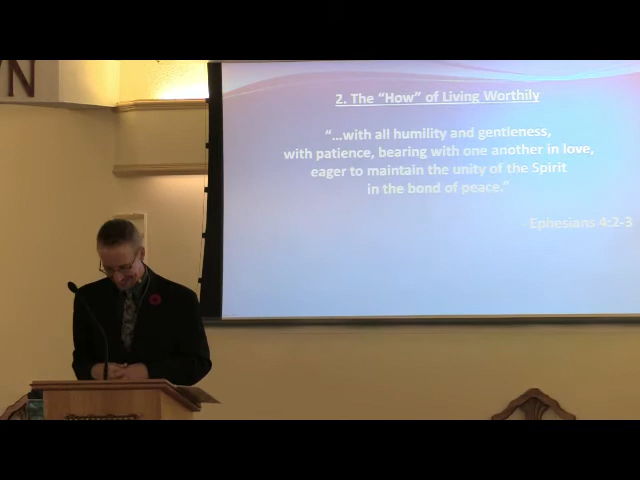 WN
2. The "How" of Living Worthily
"...with all humility and gentleness,
with patience, bearing with one another in love,
eager to maintain the unity of the Spirit
in the bond of peace."
- Ephesians 4:2-3